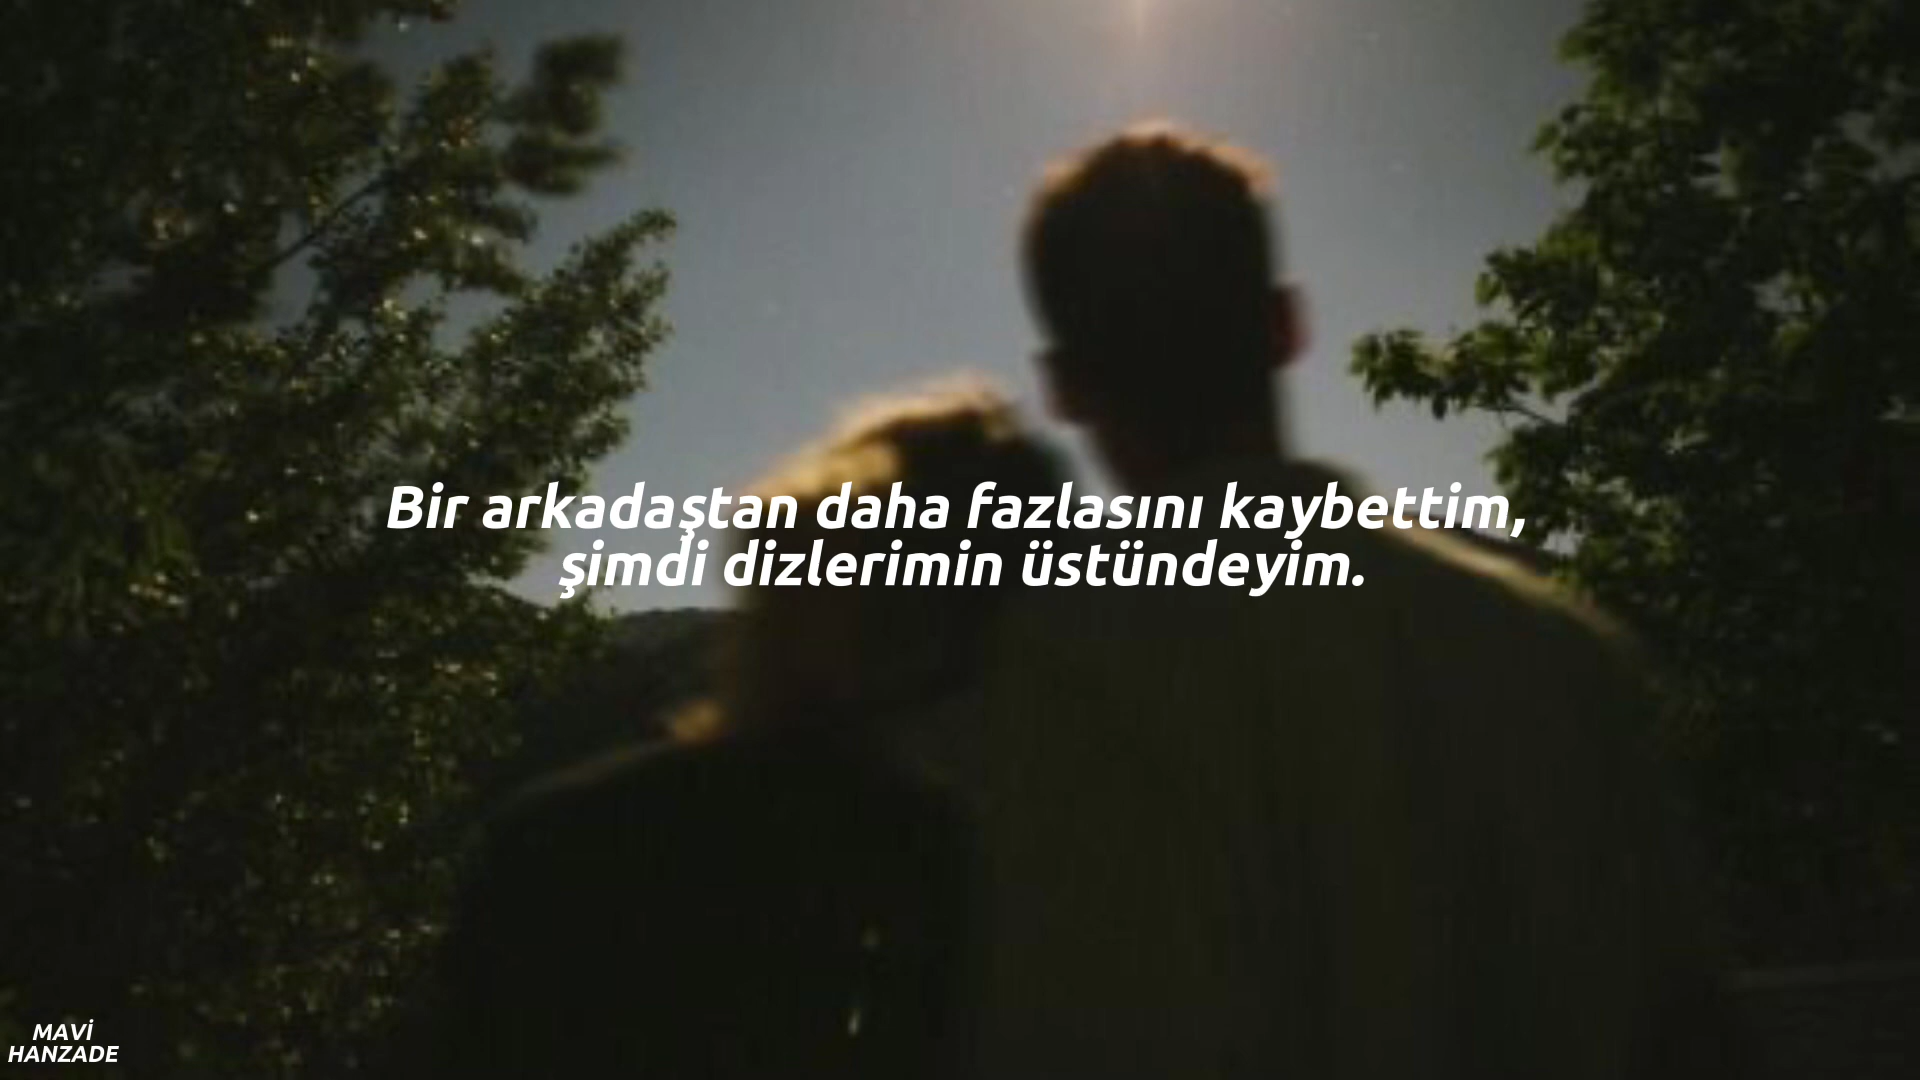 Bir arkadaştan daha fazlasını kaybettim,
şimdi dizlerimin üstündeyim.
MAVİ
HANZADE